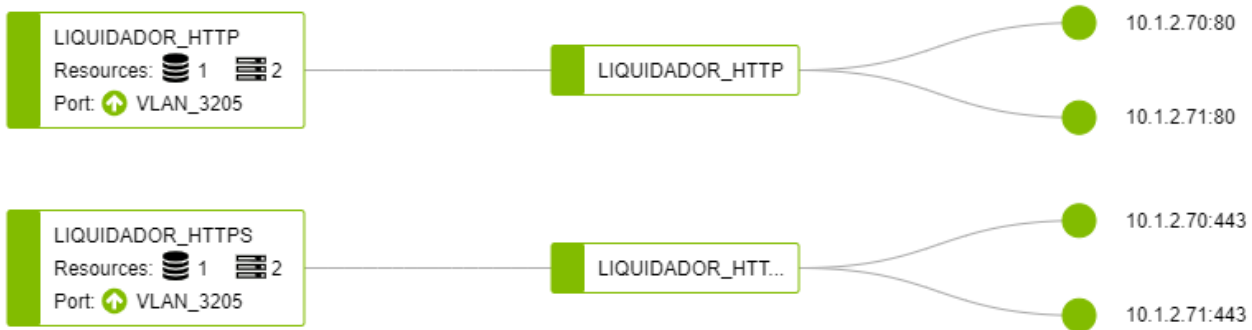 LIQUIDADOR_HTTP
Resources: 1 2
Port: VLAN_3205
LIQUIDADOR_HTTP
10.1.2.70:80
10.1.2.71:80
LIQUIDADOR_HTTPS
Resources: 1 2
Port: VLAN_3205
LIQUIDADOR_HTT...
10.1.2.70:443
10.1.2.71:443